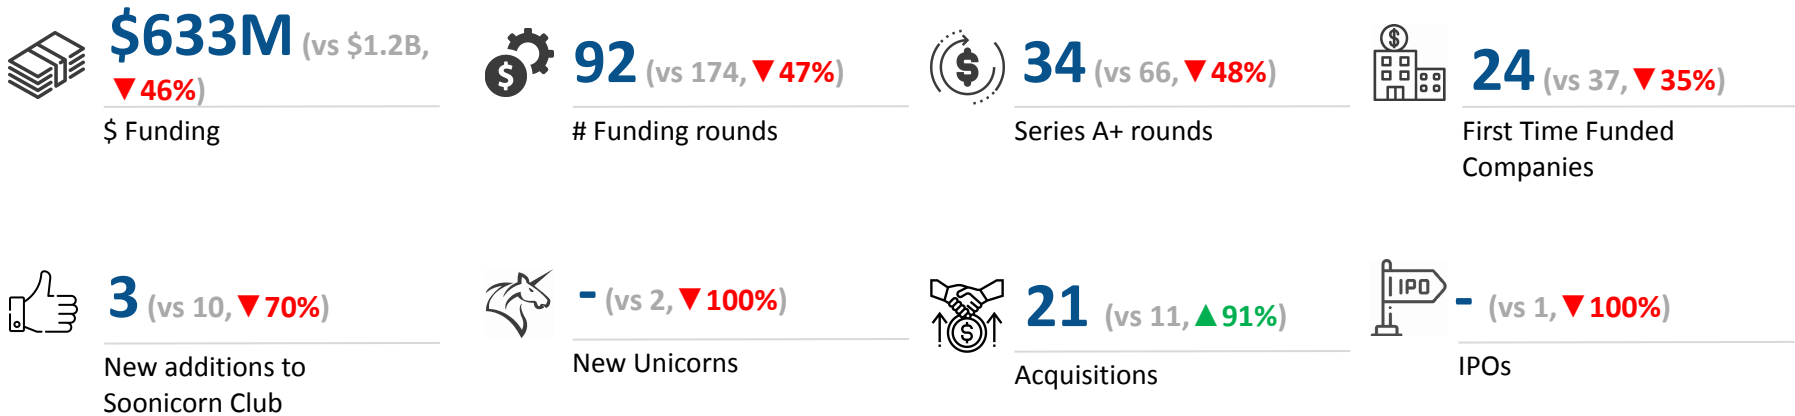 $633M (vs $1.2B,
▼46%)
$ Funding
92 (vs 174, ▼47%)
# Funding rounds
34 (vs 66, ▼48%)
Series A+ rounds
24 (vs 37, ▼35%)
First Time Funded
Companies
3 (vs 10, ▼70%)
New additions to
Soonicorn Club
- (vs 2, ▼100%)
New Unicorns
21 (vs 11, ▲91%)
Acquisitions
IPO
- (vs 1, ▼100%)
IPOs